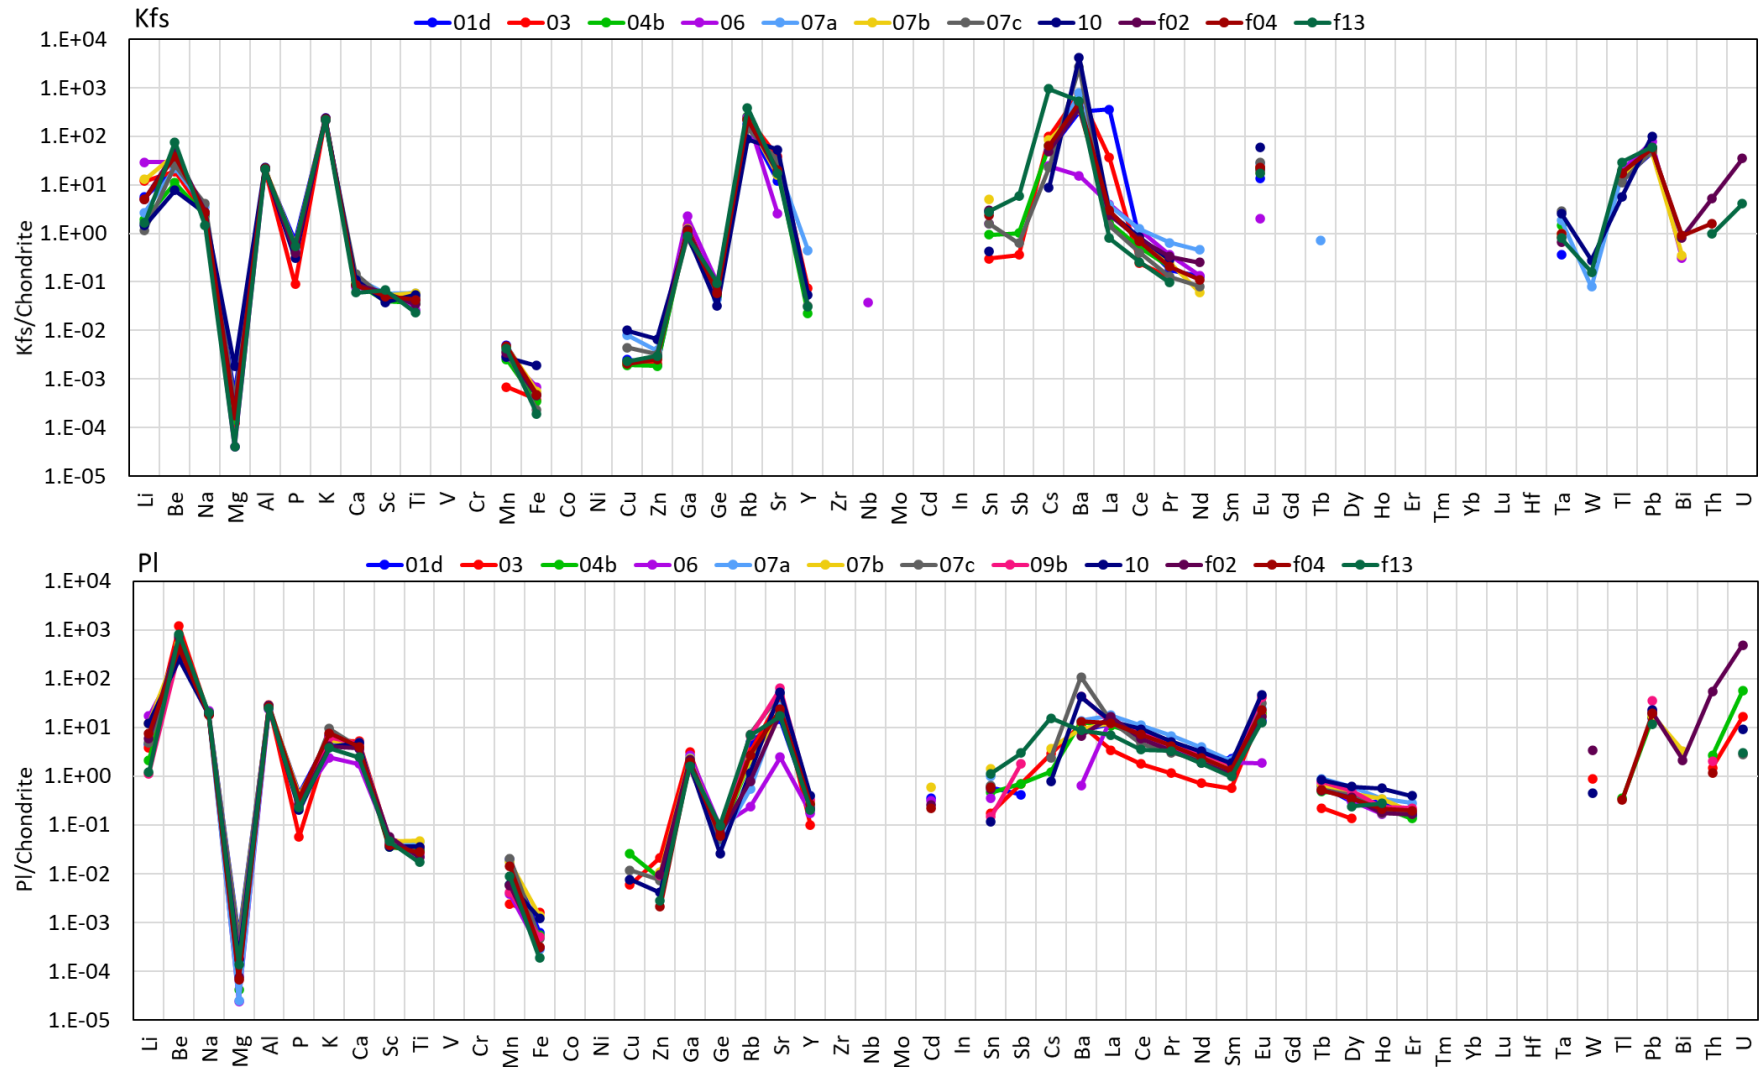 Kfs
01d 03 04b 06 07a 07b 07c 10 f02 f04 f13
1.E+04
1.E+03
1.E+02
1.E+01
1.E+00
1.E-01
1.E-02
1.E-03
1.E-04
1.E-05
Kfs/Chondrite
Li Be Na Mg Al P K Ca Sc Ti V Cr Mn Fe Co Ni Cu Zn Ga Ge Rb Sr Y Zr Nb Mo Cd In Sn Sb Cs Ba La Ce Pr Nd Sm Eu Gd Tb Dy Ho Er Tm Yb Lu Hf Ta W Tl Pb Bi Th U
Pl
01d 03 04b 06 07a 07b 07c 09b 10 f02 f04 f13
1.E+04
1.E+03
1.E+02
1.E+01
1.E+00
1.E-01
1.E-02
1.E-03
1.E-04
1.E-05
Pl/Chondrite
Li Be Na Mg Al P K Ca Sc Ti V Cr Mn Fe Co Ni Cu Zn Ga Ge Rb Sr Y Zr Nb Mo Cd In Sn Sb Cs Ba La Ce Pr Nd Sm Eu Gd Tb Dy Ho Er Tm Yb Lu Hf Ta W Tl Pb Bi Th U